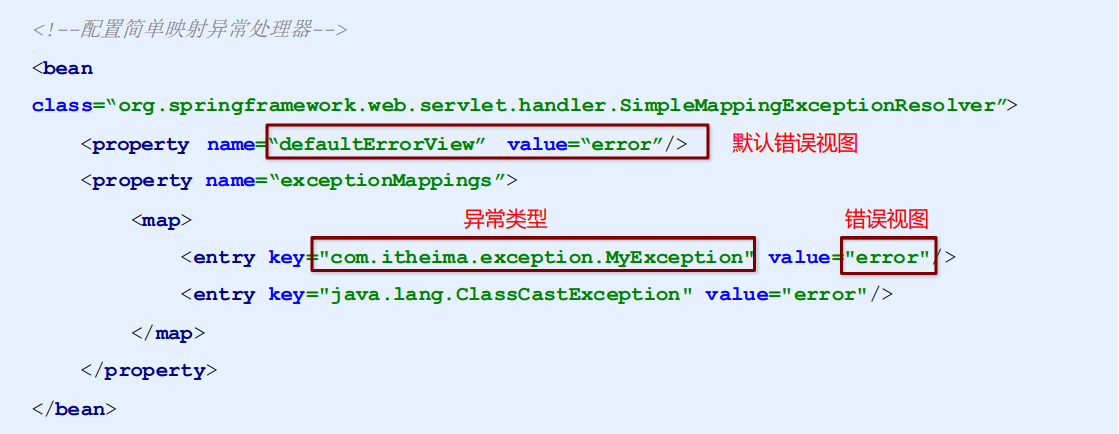 <!--配置简单映射异常处理器-->
<bean
class=“org.springframework.web.servlet.handler.SimpleMappingExceptionResolver”>
<property name=“defaultErrorView” value=“error”/> 默认错误视图
<property name=“exceptionMappings”>
<map> 异常类型 错误视图
<entry key="com.itheima.exception.MyException" value="error"/>
<entry key="java.lang.ClassCastException" value="error"/>
</map>
</property>
</bean>